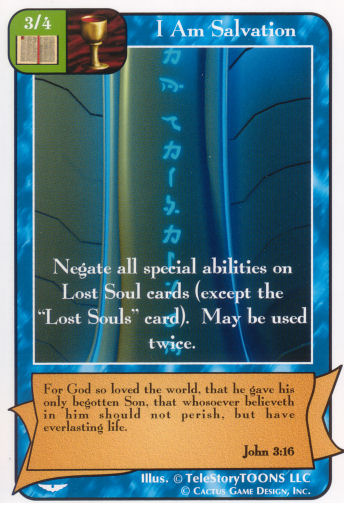 3/4
I Am Salvation
Negate all special abilities on
Lost Soul cards (except the
“Lost Souls” card). May be used
twice.
For God so loved the world, that he gave his
only begotten Son, that whosoever believeth
in him should not perish, but have
everlasting life.
John 3:16
Illus. © TeleStoryTOONS LLC
© Cactus Game Design, Inc.